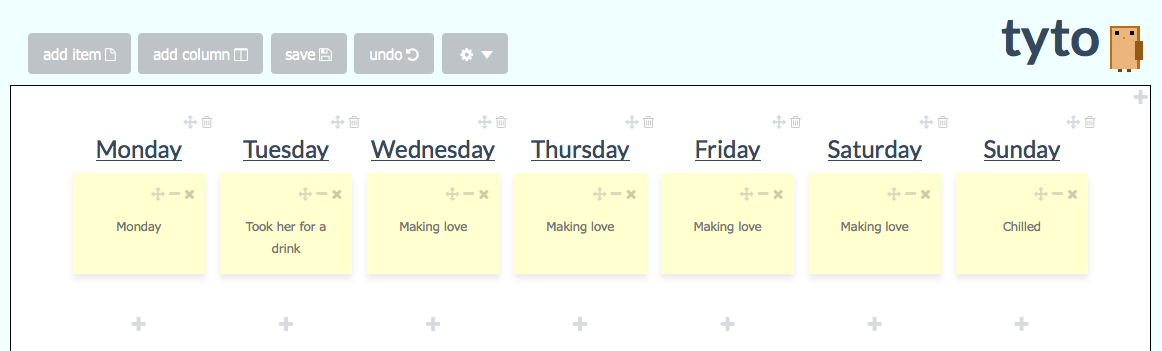 add item add column save undo
tyto
Monday Tuesday Wednesday Thursday Friday Saturday Sunday
Monday
Took her for a
drink
Making love
Making love
Making love
Making love
Chilled